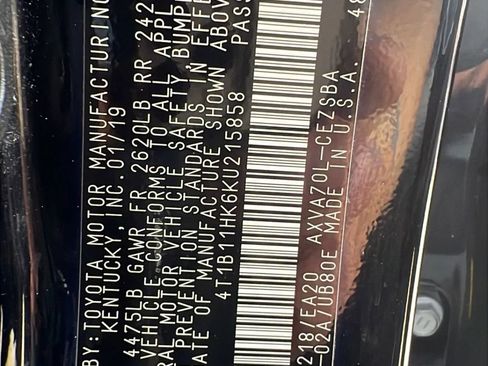 BY: TOYOTA MOTOR MANUFACTURING
KENTUCKY, INC. 01/19
4475LB GAWR FR 2620LB RR 242
VEHICLE CONFORMS TO ALL APPL
RAL MOTOR VEHICLE SAFETY, BUMP
PREVENTION STANDARDS IN EFFE
ATE OF MANUFACTURE SHOWN ABOV
4T1B11HK6KU215858 PASS
218/EA20 AXVA70L-CEZSBA
-02A/UB80E MADE IN U.S.A. 48